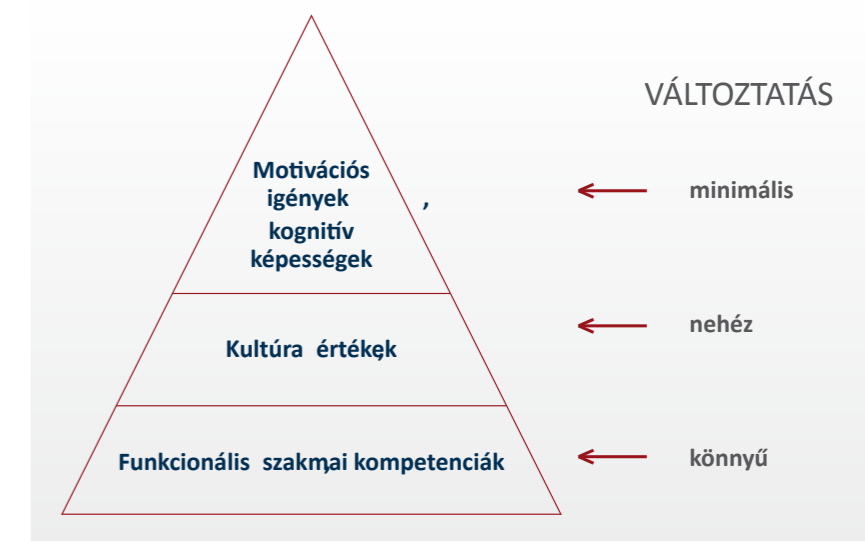 VÁLTOZTATÁS
Motivációs
igények ,
kognitív
képességek
minimális
Kultúra értékek,
nehéz
Funkcionális szakmai, kompetenciák
könnyű